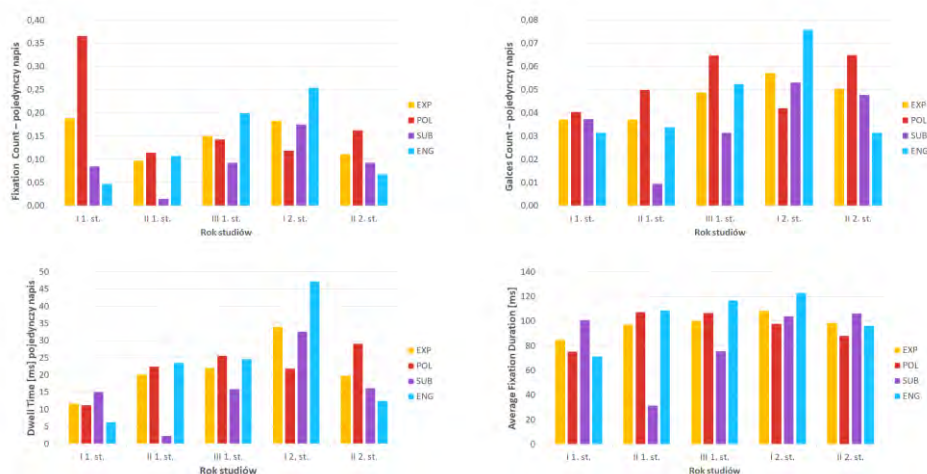 Fixation Count – pojedynczy napis
0,40
0,35
0,30
0,25
0,20
0,15
0,10
0,05
0,00
I 1. st. II 1. st. III 1. st. I 2. st. II 2. st.
Rok studiów
EXP
POL
SUB
ENG
Galces Count – pojedynczy napis
0,08
0,07
0,06
0,05
0,04
0,03
0,02
0,01
0,00
I 1. st. II 1. st. III 1. st. I 2. st. II 2. st.
Rok studiów
EXP
POL
SUB
ENG
Dwell Time [ms] pojedynczy napis
50
45
40
35
30
25
20
15
10
5
0
I 1. st. II 1. st. III 1. st. I 2. st. II 2. st.
Rok studiów
EXP
POL
SUB
ENG
Average Fixation Duration [ms]
140
120
100
80
60
40
20
0
I 1. st. II 1. st. III 1. st. I 2. st. II 2. st.
Rok studiów
EXP
POL
SUB
ENG